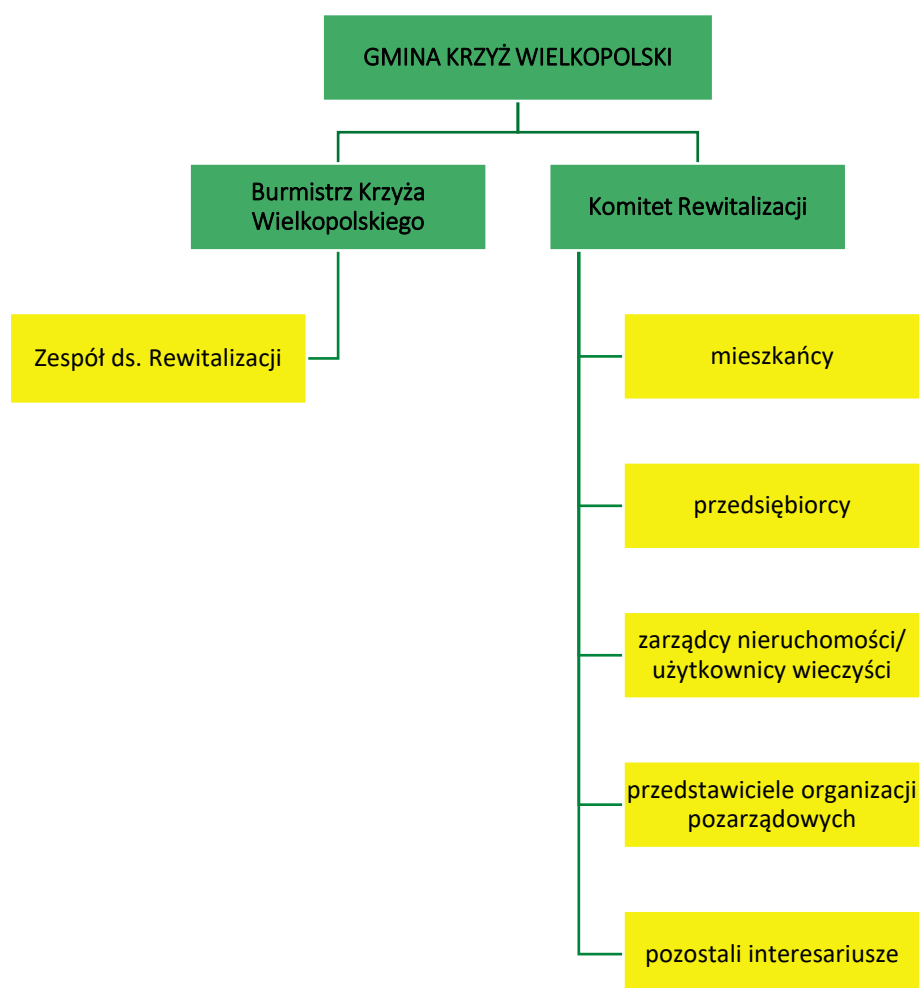 GMINA KRZYŻ WIELKOPOLSKI
Burmistrz Krzyża
Wielkopolskiego
Komitet Rewitalizacji
Zespół ds. Rewitalizacji
mieszkańcy
przedsiębiorcy
zarządcy nieruchomości/
użytkownicy wieczyści
przedstawiciele organizacji
pozarządowych
pozostali interesariusze